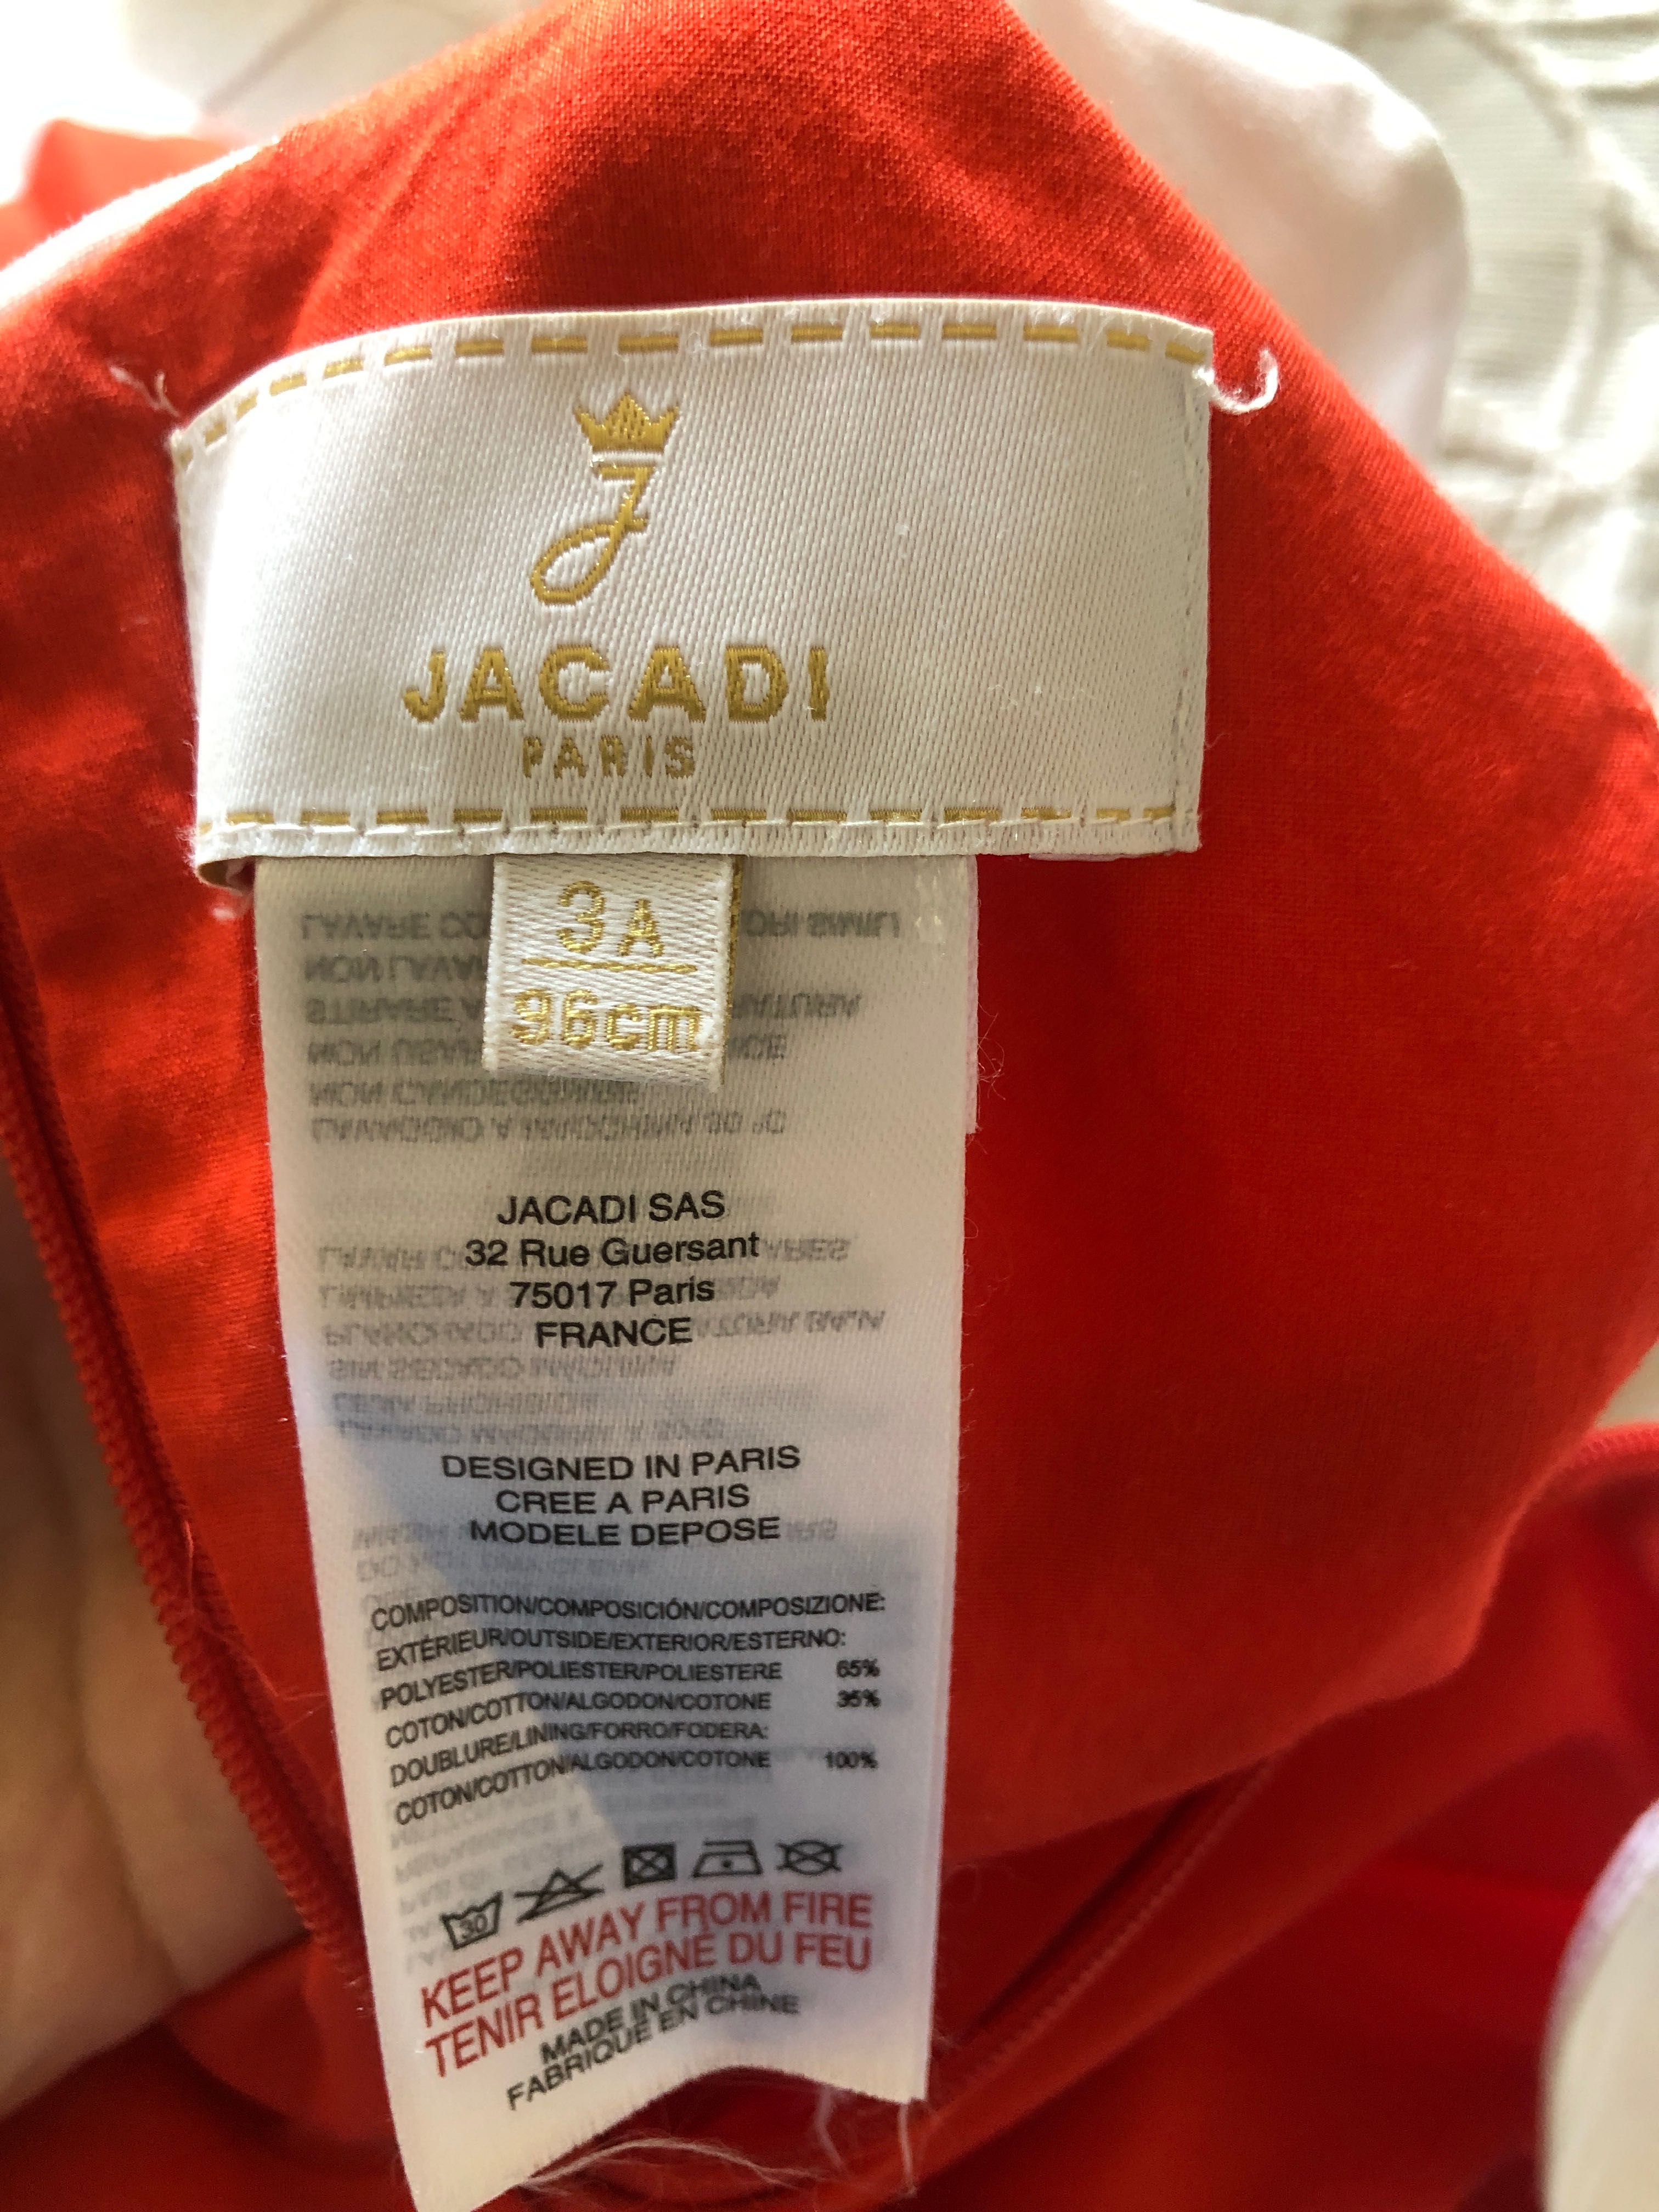 J
JACADI
PARIS
3A
96cm
JACADI SAS
32 Rue Guersant
75017 Paris
FRANCE
DESIGNED IN PARIS
CREE A PARIS
MODELE DEPOSE
COMPOSITION/COMPOSICIÓN/COMPOSIZIONE:
EXTÉRIEUR/OUTSIDE/EXTERIOR/ESTERNO:
POLYESTER/POLIESTER/POLIESTERE 65%
COTON/COTTON/ALGODON/COTONE 35%
DOUBLURE/LINING/FORRO/FODERA:
COTON/COTTON/ALGODON/COTONE 100%
30
KEEP AWAY FROM FIRE
TENIR ELOIGNE DU FEU
MADE IN CHINA
FABRIQUE EN CHINE